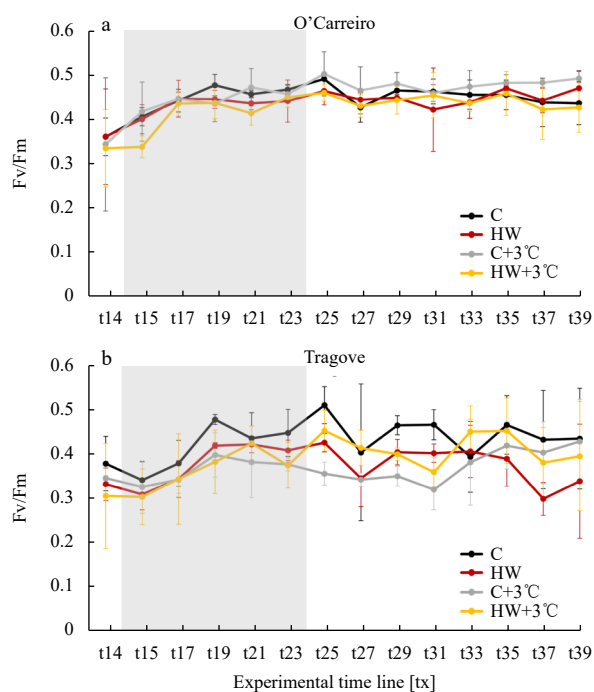 a
O’Carreiro
0.6
0.5
0.4
0.3
0.2
0.1
0
Fv/Fm
C
HW
C+3℃
HW+3℃
t14 t15 t17 t19 t21 t23 t25 t27 t29 t31 t33 t35 t37 t39
b
Tragove
0.6
0.5
0.4
0.3
0.2
0.1
0
Fv/Fm
C
HW
C+3℃
HW+3℃
t14 t15 t17 t19 t21 t23 t25 t27 t29 t31 t33 t35 t37 t39
Experimental time line [tx]